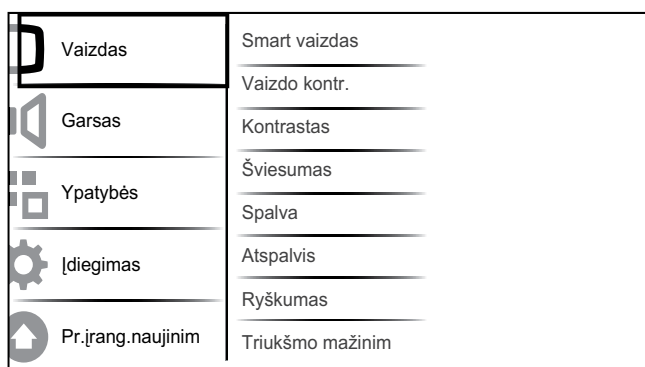 Vaizdas
Garsas
Ypatybės
Įdiegimas
Pr.įrang.naujinim
Smart vaizdas
Vaizdo kontr.
Kontrastas
Šviesumas
Spalva
Atspalvis
Ryškumas
Triukšmo mažinim